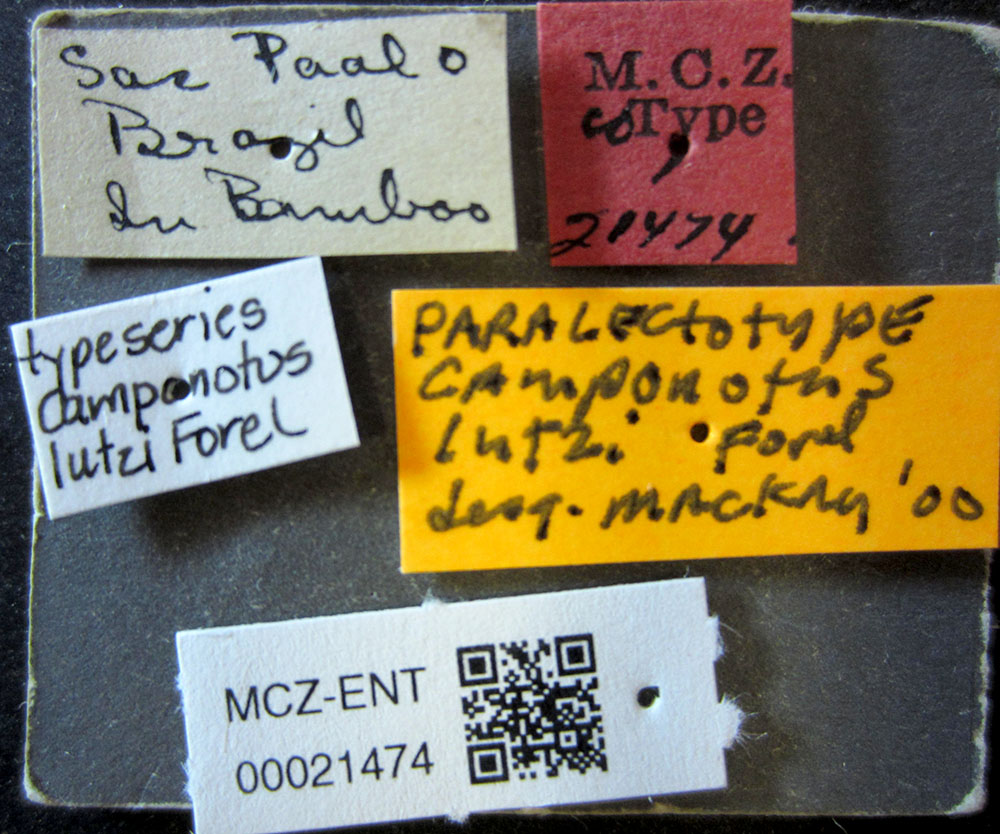 Sao Paalo
Brazil
In Bamboo
M.C.Z.
coType
21474
typeseries
camponotus
lutzi Forel
PARALECtotypE
CAmponotus
lutzi Forel
desg. MACKAy '00
MCZ-ENT
00021474